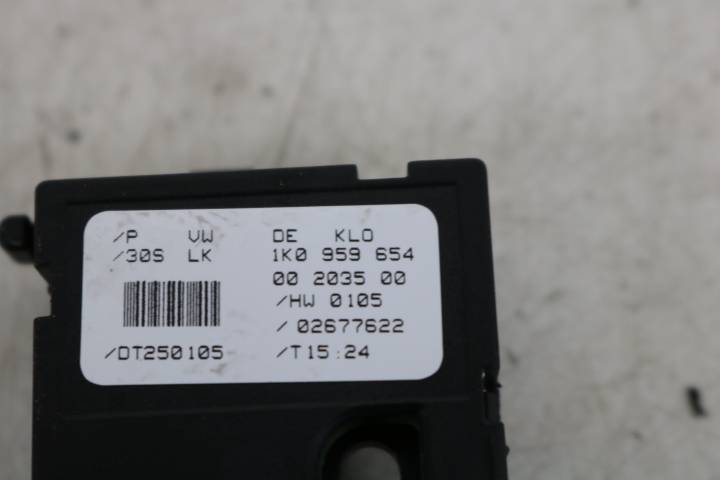 /P VW DE KLO
/30S LK 1K0 959 654
00 2035 00
/HW 0105
/02677622
/DT250105 /T15:24